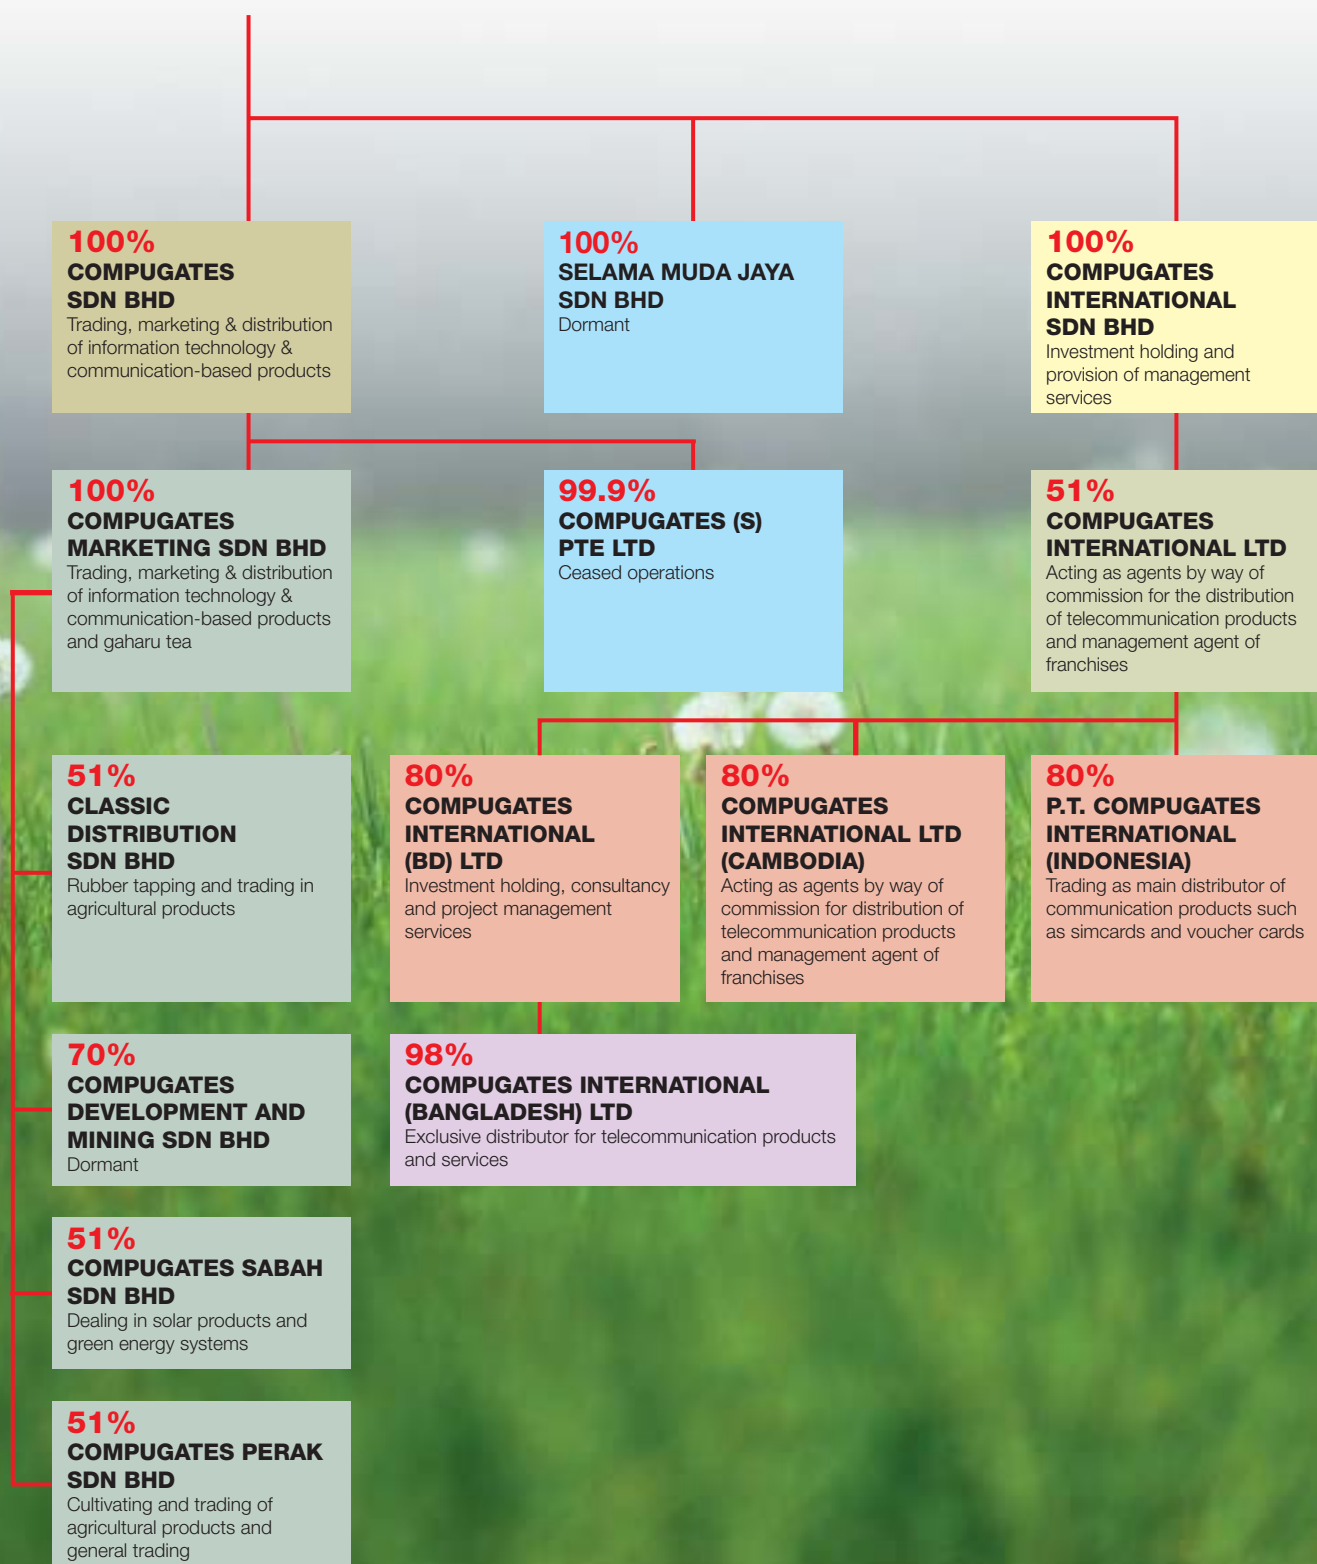 100%
COMPUGATES
SDN BHD
Trading, marketing & distribution
of information technology &
communication-based products
100%
SELAMA MUDA JAYA
SDN BHD
Dormant
100%
COMPUGATES
INTERNATIONAL
SDN BHD
Investment holding and
provision of management
services
100%
COMPUGATES
MARKETING SDN BHD
Trading, marketing & distribution
of information technology &
communication-based products
and gaharu tea
99.9%
COMPUGATES (S)
PTE LTD
Ceased operations
51%
COMPUGATES
INTERNATIONAL LTD
Acting as agents by way of
commission for the distribution
of telecommunication products
and management agent of
franchises
51%
CLASSIC
DISTRIBUTION
SDN BHD
Rubber tapping and trading in
agricultural products
80%
COMPUGATES
INTERNATIONAL
(BD) LTD
Investment holding, consultancy
and project management
services
80%
COMPUGATES
INTERNATIONAL LTD
(CAMBODIA)
Acting as agents by way of
commission for distribution of
telecommunication products
and management agent of
franchises
80%
P.T. COMPUGATES
INTERNATIONAL
(INDONESIA)
Trading as main distributor of
communication products such
as simcards and voucher cards
70%
COMPUGATES
DEVELOPMENT AND
MINING SDN BHD
Dormant
98%
COMPUGATES INTERNATIONAL
(BANGLADESH) LTD
Exclusive distributor for telecommunication products
and services
51%
COMPUGATES SABAH
SDN BHD
Dealing in solar products and
green energy systems
51%
COMPUGATES PERAK
SDN BHD
Cultivating and trading of
agricultural products and
general trading